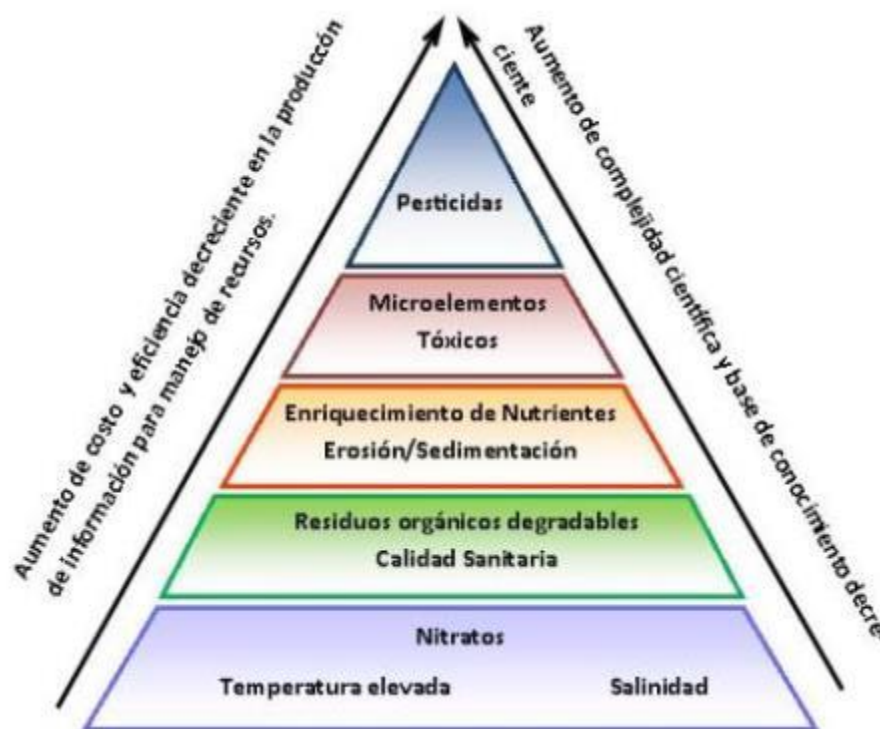 Aumento de costo y eficiencia decreciente en la produccón
de información para manejo de recursos.
Aumento de complejidad científica y base de conocimiento decre-
ciente
Pesticidas
Microelementos
Tóxicos
Enriquecimiento de Nutrientes
Erosión/Sedimentación
Residuos orgánicos degradables
Calidad Sanitaria
Nitratos
Temperatura elevada
Salinidad